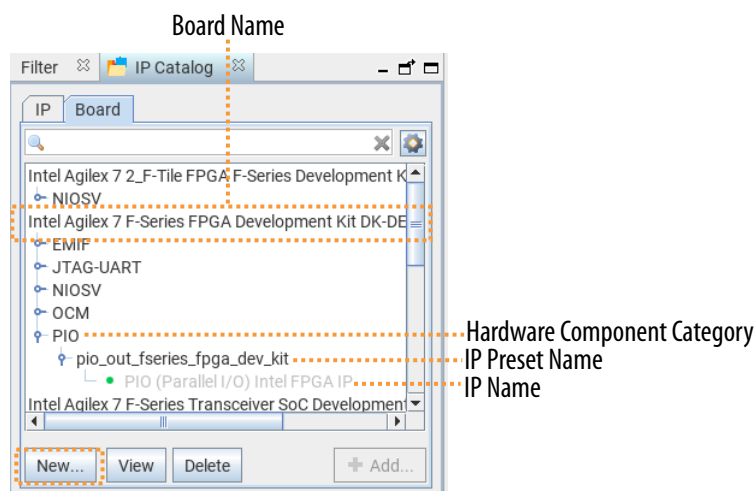 Board Name
Filter IP Catalog
IP Board
Intel Agilex 7 2_F-Tile FPGA F-Series Development K
NIOSV
Intel Agilex 7 F-Series FPGA Development Kit DK-DE
EMIF
JTAG-UART
NIOSV
OCM
PIO Hardware Component Category
pio_out_fseries_fpga_dev_kit IP Preset Name
PIO (Parallel I/O) Intel FPGA IP IP Name
Intel Agilex 7 F-Series Transceiver SoC Development
New... View Delete + Add...